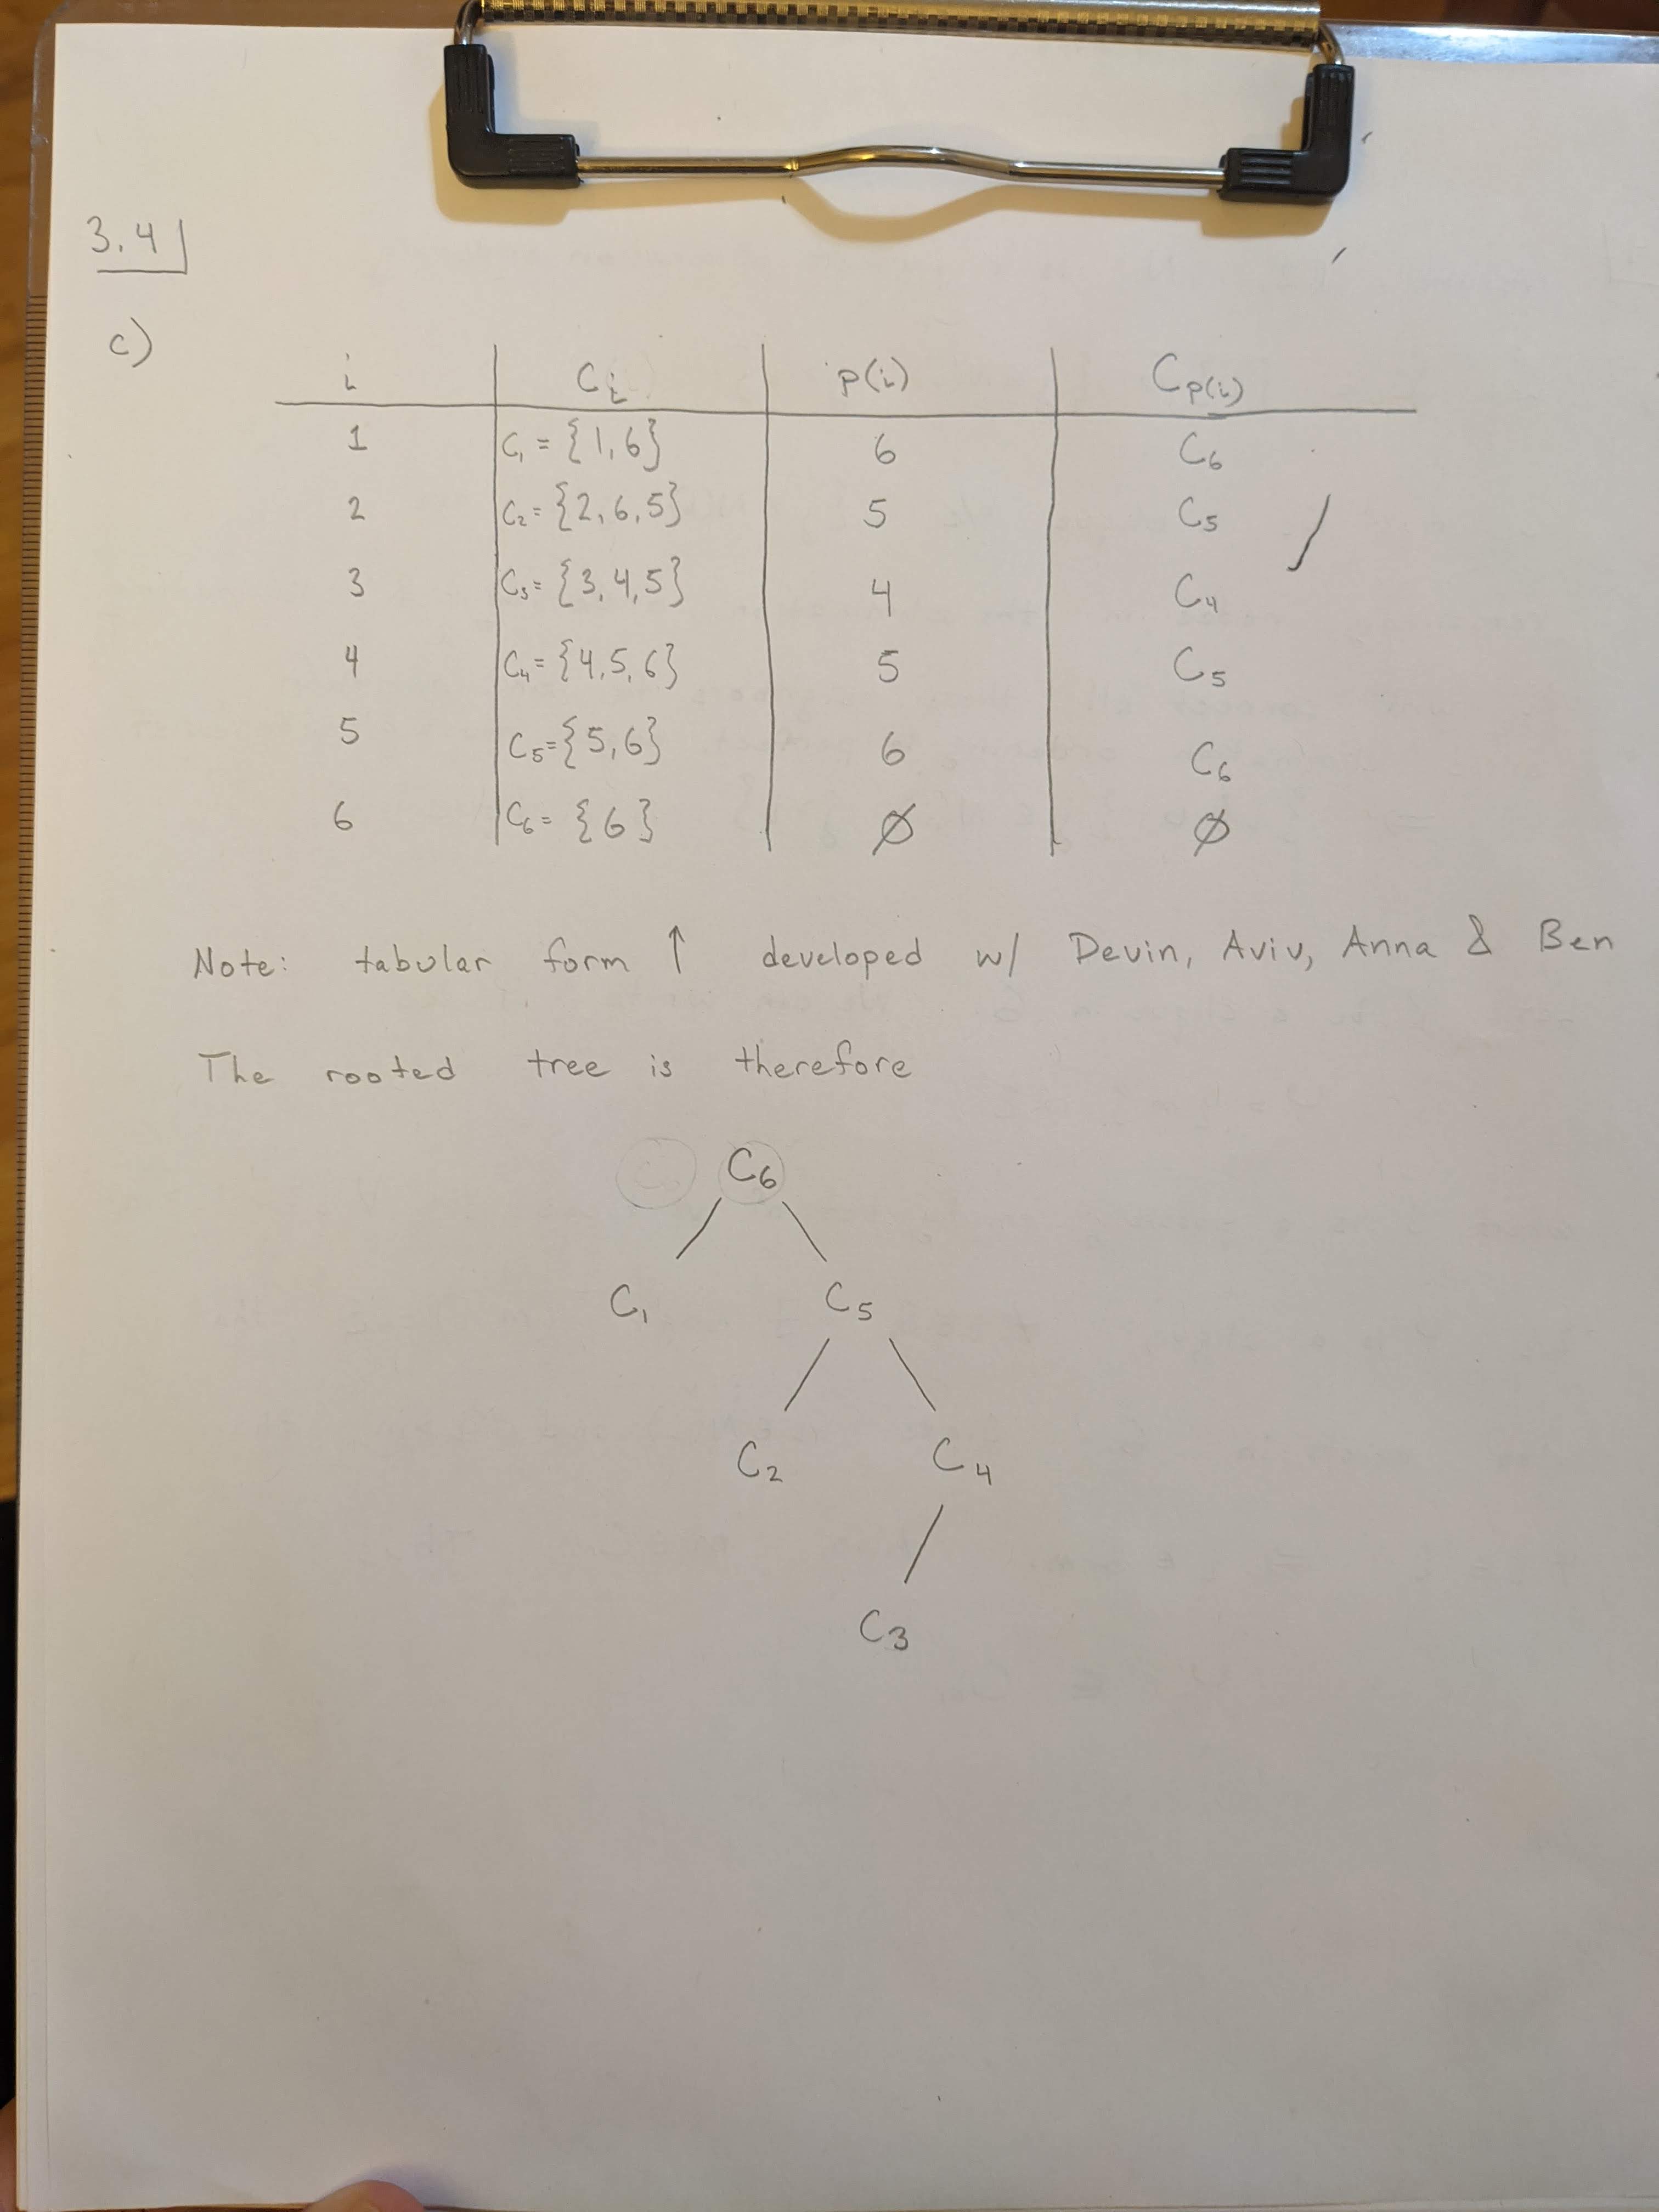 3.4
c)
i C_i p(i) C_p(i)
1 C_1 = {1,6} 6 C_6
2 C_2 = {2,6,5} 5 C_5
3 C_3 = {3,4,5} 4 C_4
4 C_4 = {4,5,6} 5 C_5
5 C_5 = {5,6} 6 C_6
6 C_6 = {6} ∅ ∅
Note: tabular form ↑ developed w/ Devin, Aviv, Anna & Ben
The rooted tree is therefore
C_6
C_1 C_5
C_2 C_4
C_3